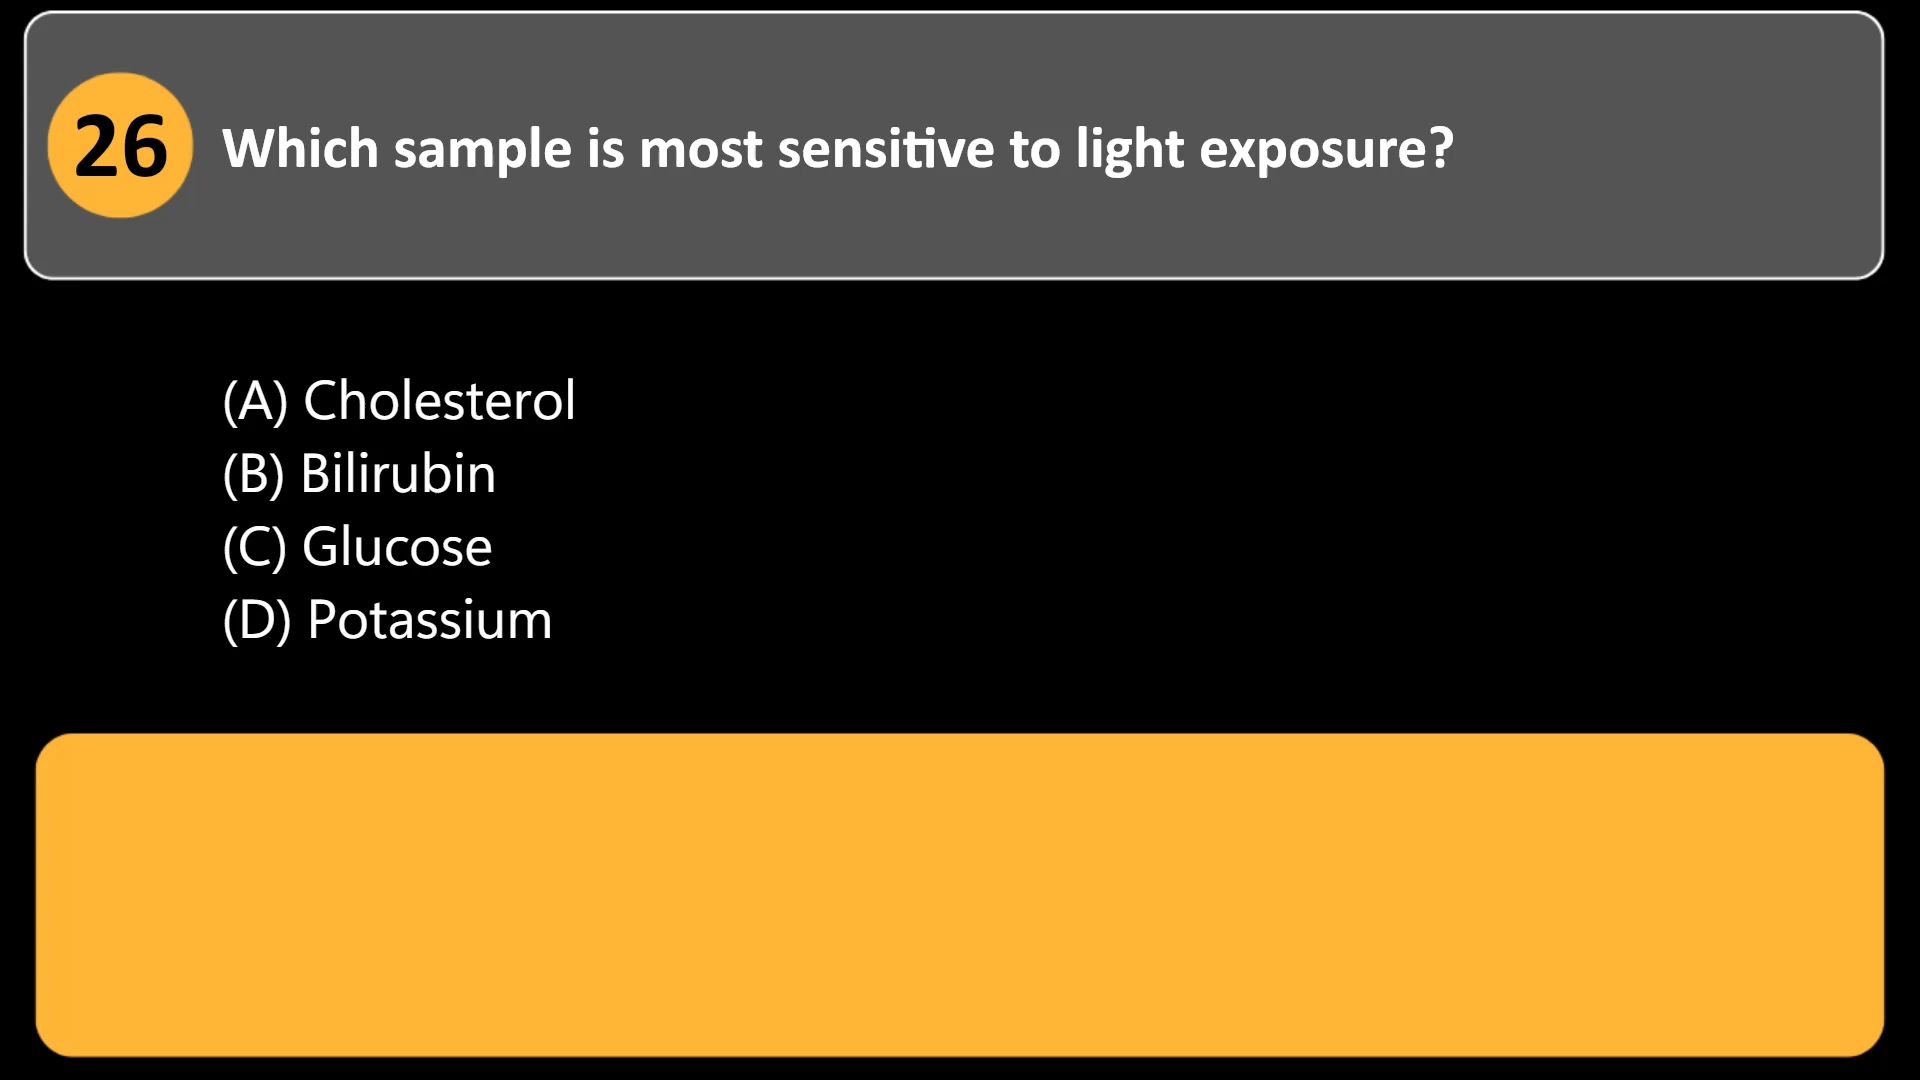 26
Which sample is most sensitive to light exposure?
(A) Cholesterol
(B) Bilirubin
(C) Glucose
(D) Potassium